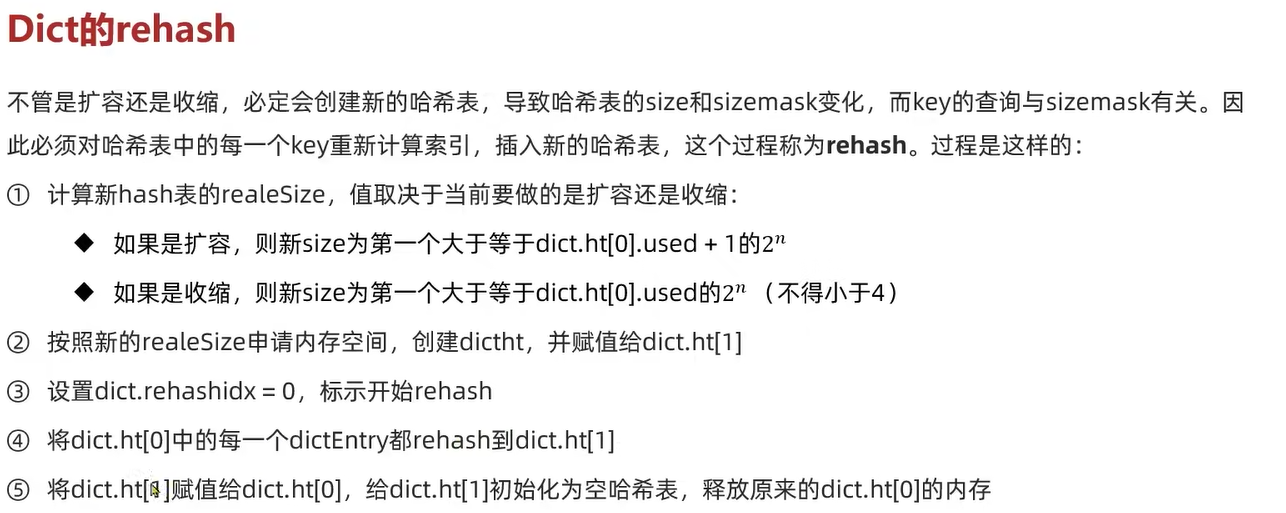 Dict的rehash
不管是扩容还是收缩，必定会创建新的哈希表，导致哈希表的size和sizemask变化，而key的查询与sizemask有关。因
此必须对哈希表中的每一个key重新计算索引，插入新的哈希表，这个过程称为rehash。过程是这样的：
① 计算新hash表的realeSize，值取决于当前要做的是扩容还是收缩：
◆ 如果是扩容，则新size为第一个大于等于dict.ht[0].used + 1的2ⁿ
◆ 如果是收缩，则新size为第一个大于等于dict.ht[0].used的2ⁿ（不得小于4）
② 按照新的realeSize申请内存空间，创建dictht，并赋值给dict.ht[1]
③ 设置dict.rehashidx = 0，标示开始rehash
④ 将dict.ht[0]中的每一个dictEntry都rehash到dict.ht[1]
⑤ 将dict.ht[1]赋值给dict.ht[0]，给dict.ht[1]初始化为空哈希表，释放原来的dict.ht[0]的内存